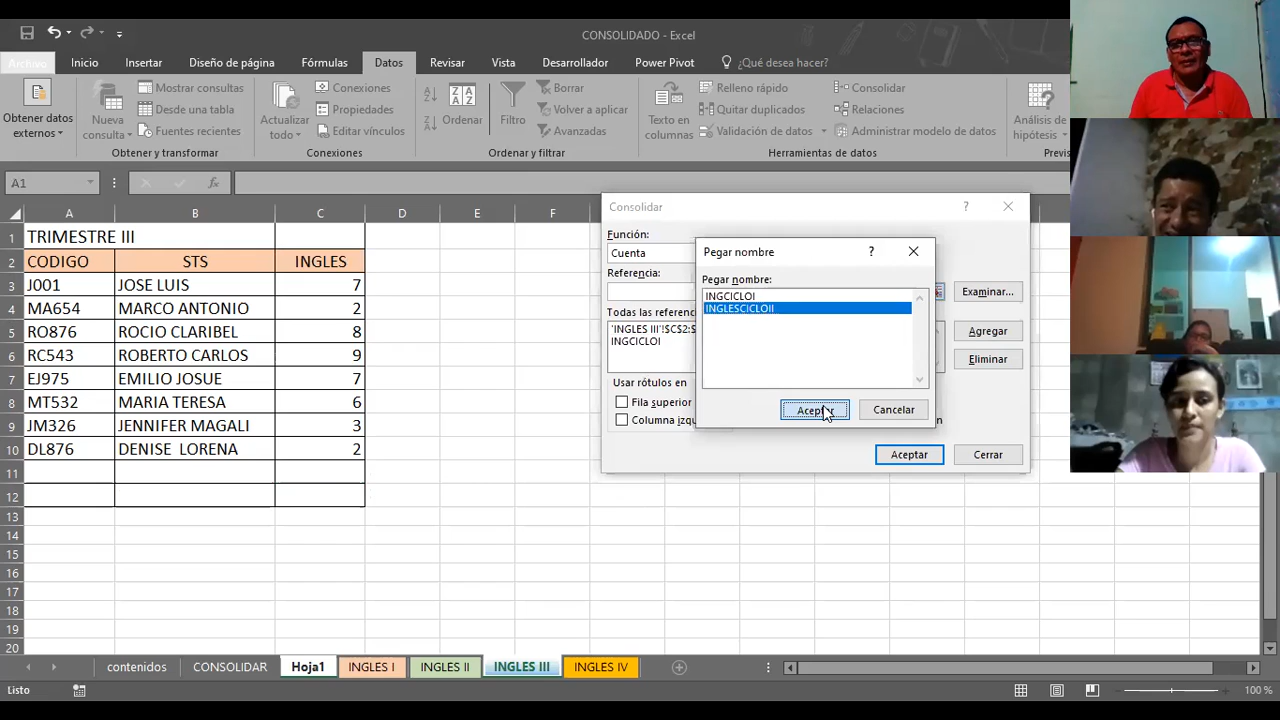 CONSOLIDADO - Excel
Archivo Inicio Insertar Diseño de página Fórmulas Datos Revisar Vista Desarrollador Power Pivot ¿Qué desea hacer?
Obtener datos externos
Nueva consulta
Mostrar consultas
Desde una tabla
Fuentes recientes
Obtener y transformar
Actualizar todo
Conexiones
Propiedades
Editar vínculos
Conexiones
Ordenar
Filtro
Borrar
Volver a aplicar
Avanzadas
Ordenar y filtrar
Texto en columnas
Relleno rápido
Quitar duplicados
Validación de datos
Consolidar
Relaciones
Administrar modelo de datos
Herramientas de datos
Análisis de hipótesis
A1
fx
A B C D E F
1 TRIMESTRE III
2 CODIGO STS INGLES
3 J001 JOSE LUIS 7
4 MA654 MARCO ANTONIO 2
5 RO876 ROCIO CLARIBEL 8
6 RC543 ROBERTO CARLOS 9
7 EJ975 EMILIO JOSUE 7
8 MT532 MARIA TERESA 6
9 JM326 JENNIFER MAGALI 3
10 DL876 DENISE LORENA 2
11
12
13
14
15
16
17
18
19
20
Consolidar ?
Función:
Cuenta
Referencia:
Examinar...
Todas las
'INGLES III'!$C$2:
INGCICLOI
Agregar
Eliminar
Usar rótulos en
Fila superior
Columna
Aceptar Cerrar
Pegar nombre ?
Pegar nombre:
INGCICLOI
INGLESCICLOII
Aceptar Cancelar
contenidos CONSOLIDAR Hoja1 INGLES I INGLES II INGLES III INGLES IV
Listo
100 %